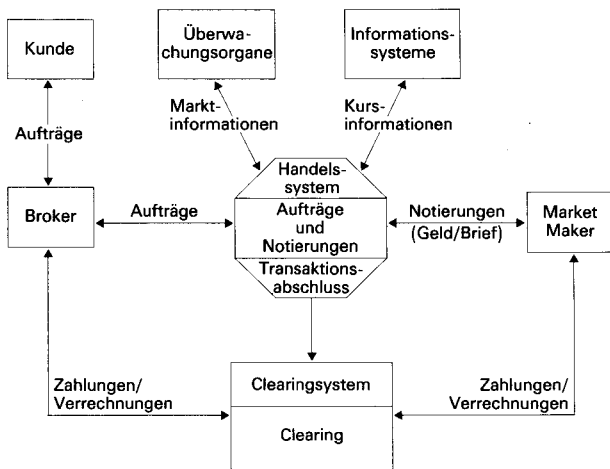 Kunde
Überwa-
chungsorgane
Informations-
systeme
Aufträge
Markt-
informationen
Kurs-
informationen
Handels-
system
Broker
Aufträge
Aufträge
und
Notierungen
Notierungen
(Geld/Brief)
Market
Maker
Transaktions-
abschluss
Zahlungen/
Verrechnungen
Clearingsystem
Zahlungen/
Verrechnungen
Clearing